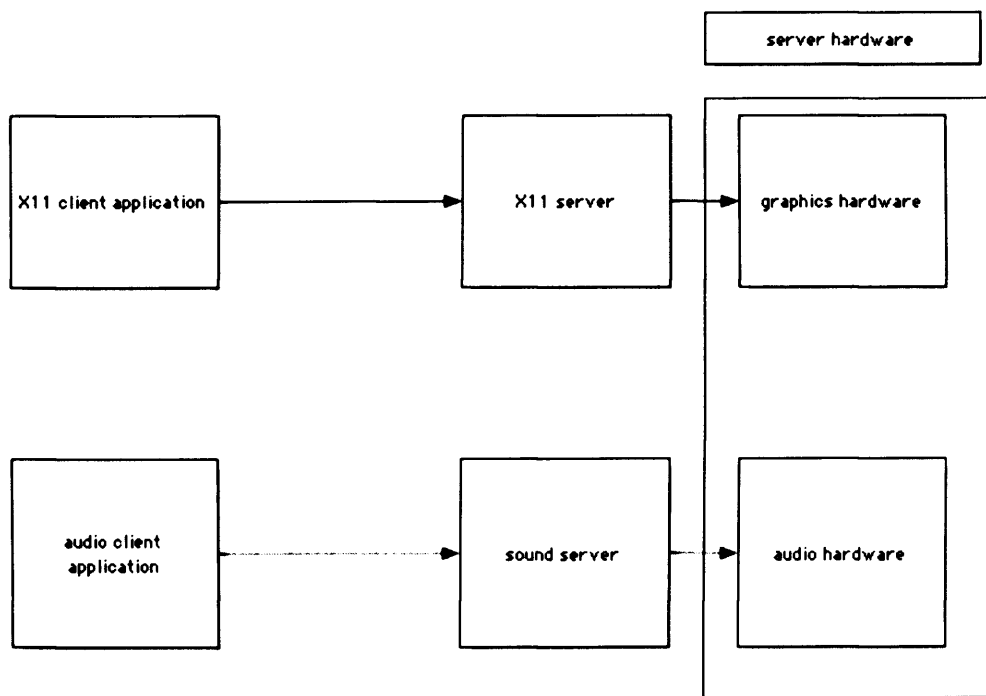 server hardware
X11 client application
X11 server
graphics hardware
audio client
application
sound server
audio hardware